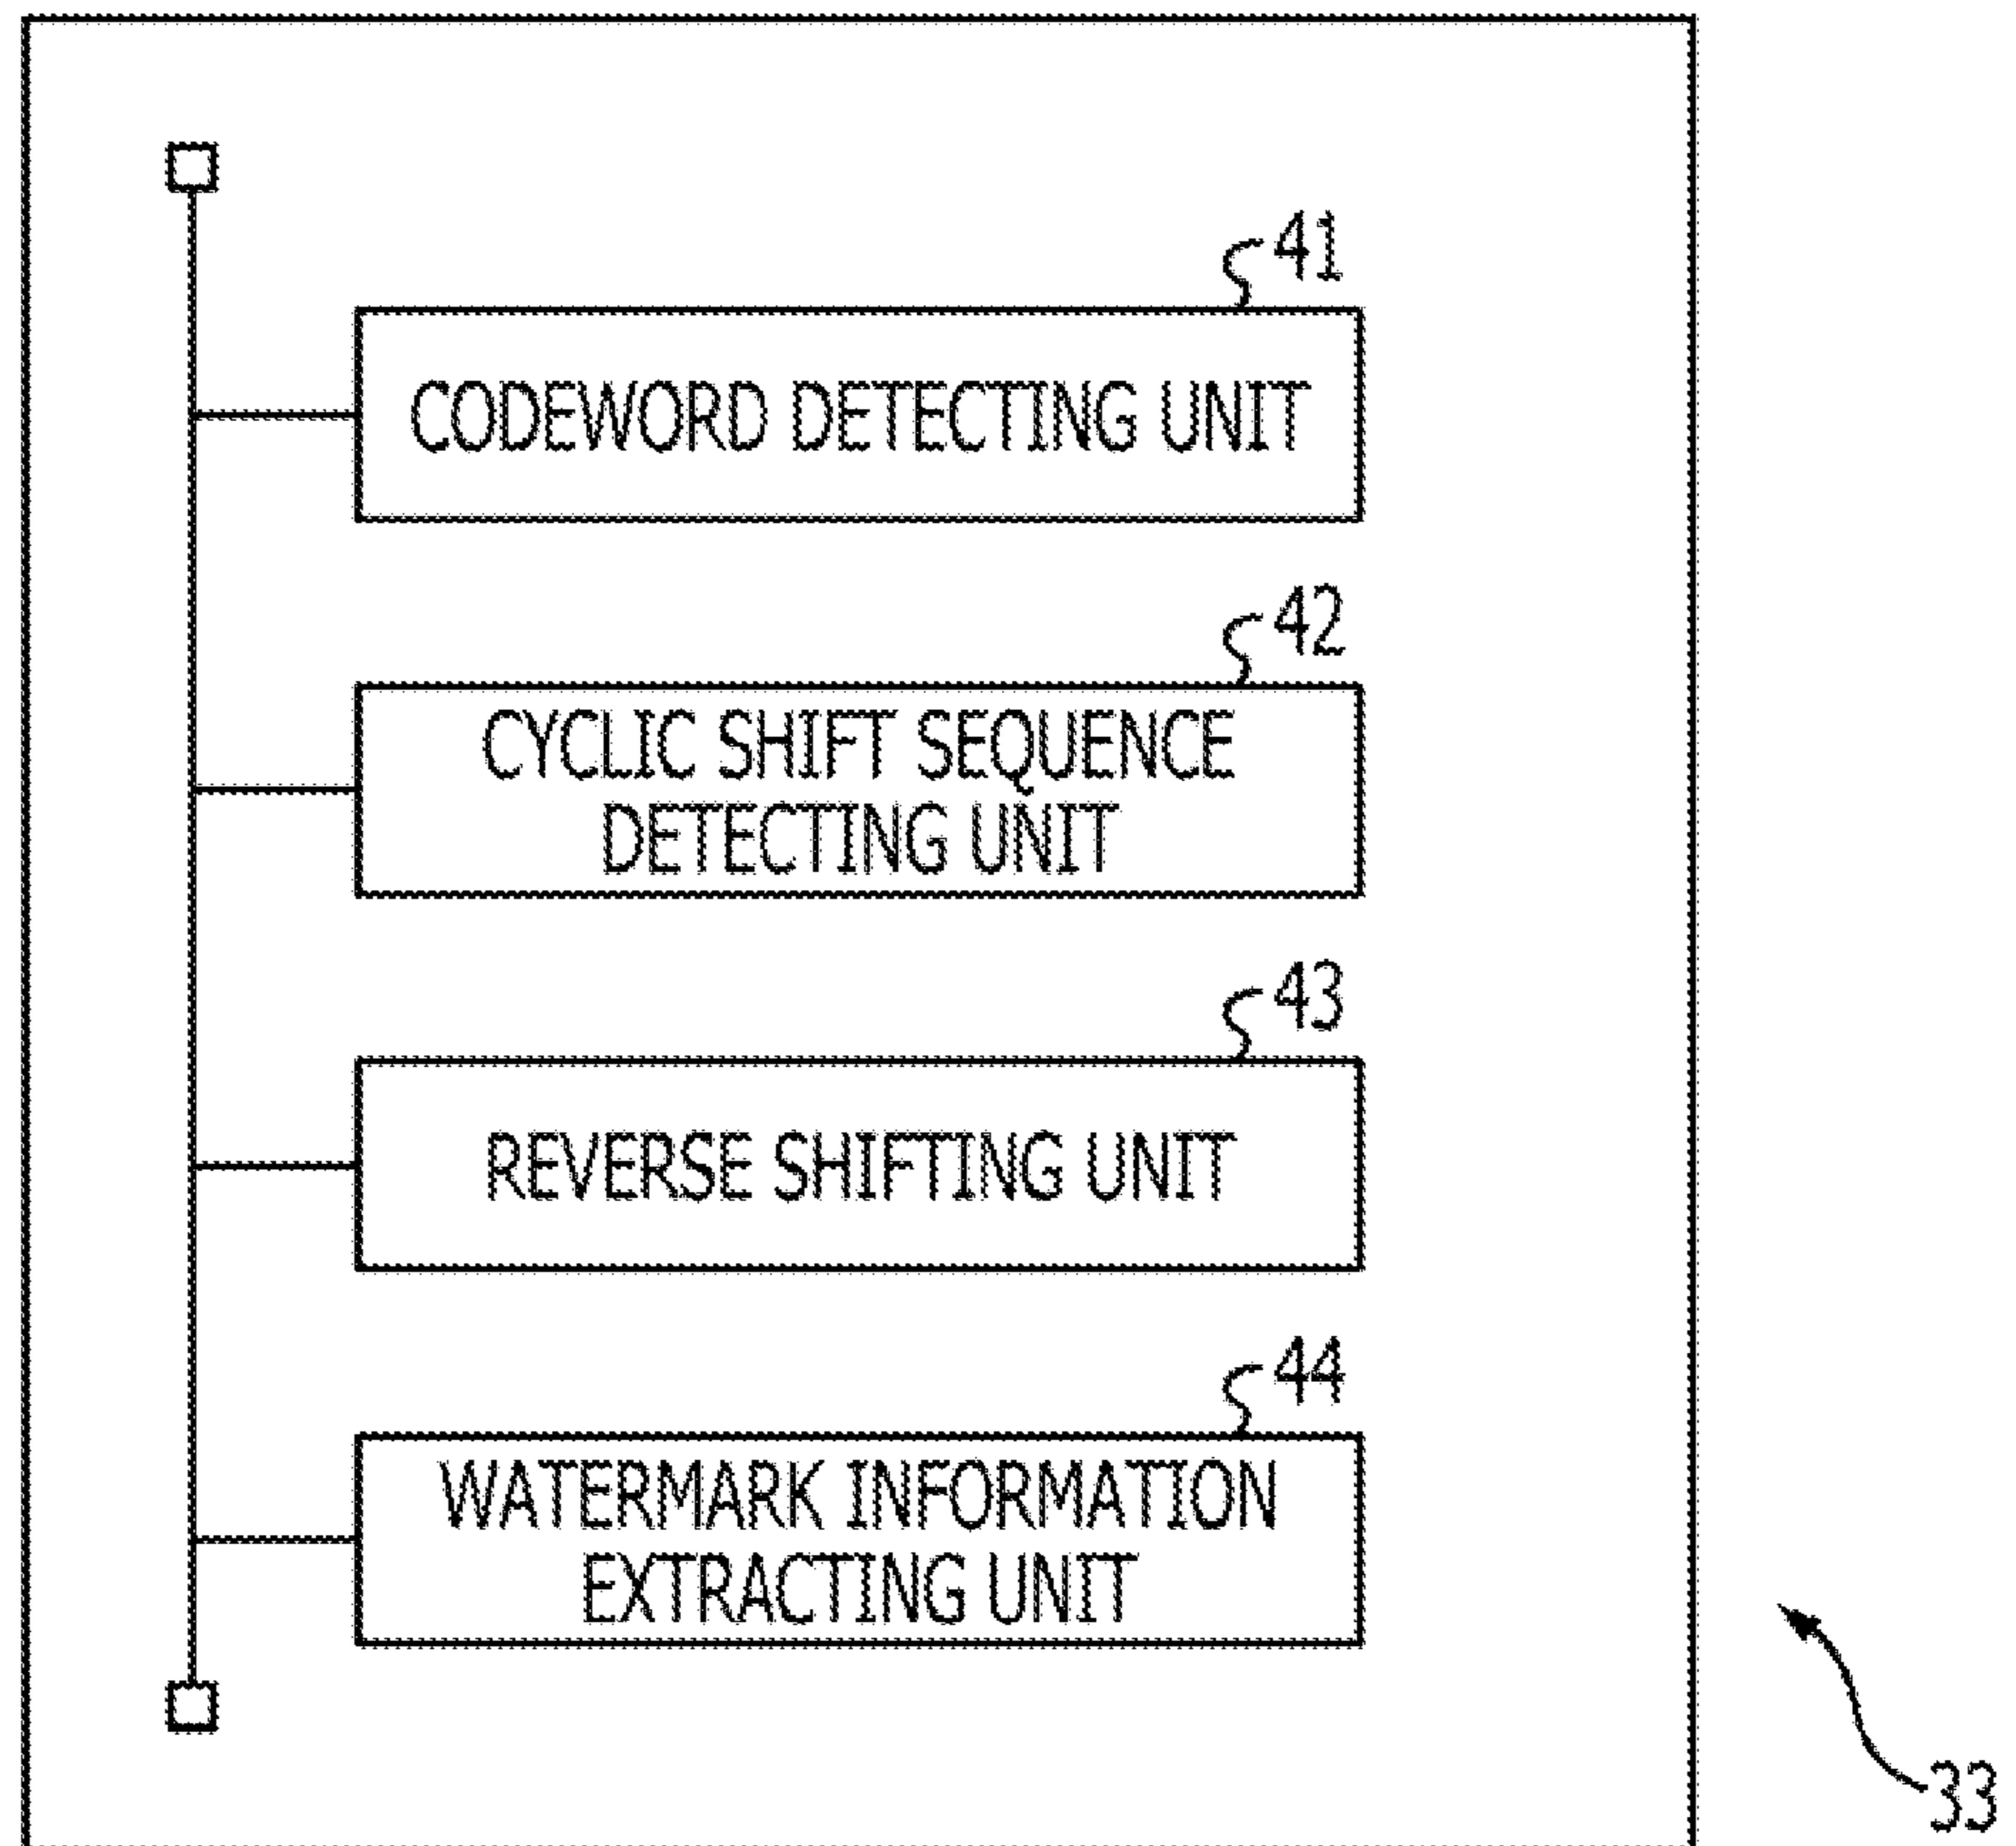 41
CODEWORD DETECTING UNIT
42
CYCLIC SHIFT SEQUENCE
DETECTING UNIT
43
REVERSE SHIFTING UNIT
44
WATERMARK INFORMATION
EXTRACTING UNIT
33